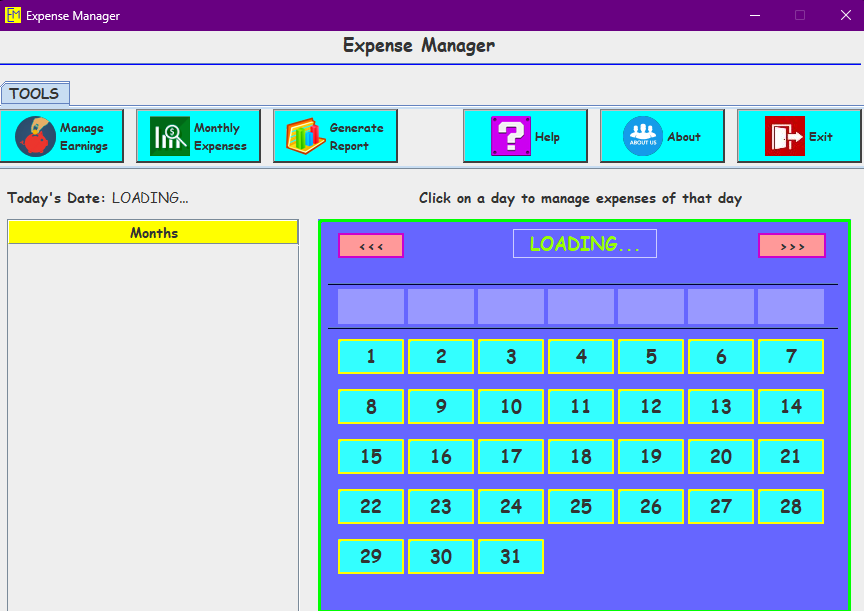 EM Expense Manager
Expense Manager
TOOLS
Manage Earnings
Monthly Expenses
Generate Report
? Help
ABOUT US About
Exit
Today's Date: LOADING...
Click on a day to manage expenses of that day
Months
<<< LOADING... >>>
1 2 3 4 5 6 7
8 9 10 11 12 13 14
15 16 17 18 19 20 21
22 23 24 25 26 27 28
29 30 31